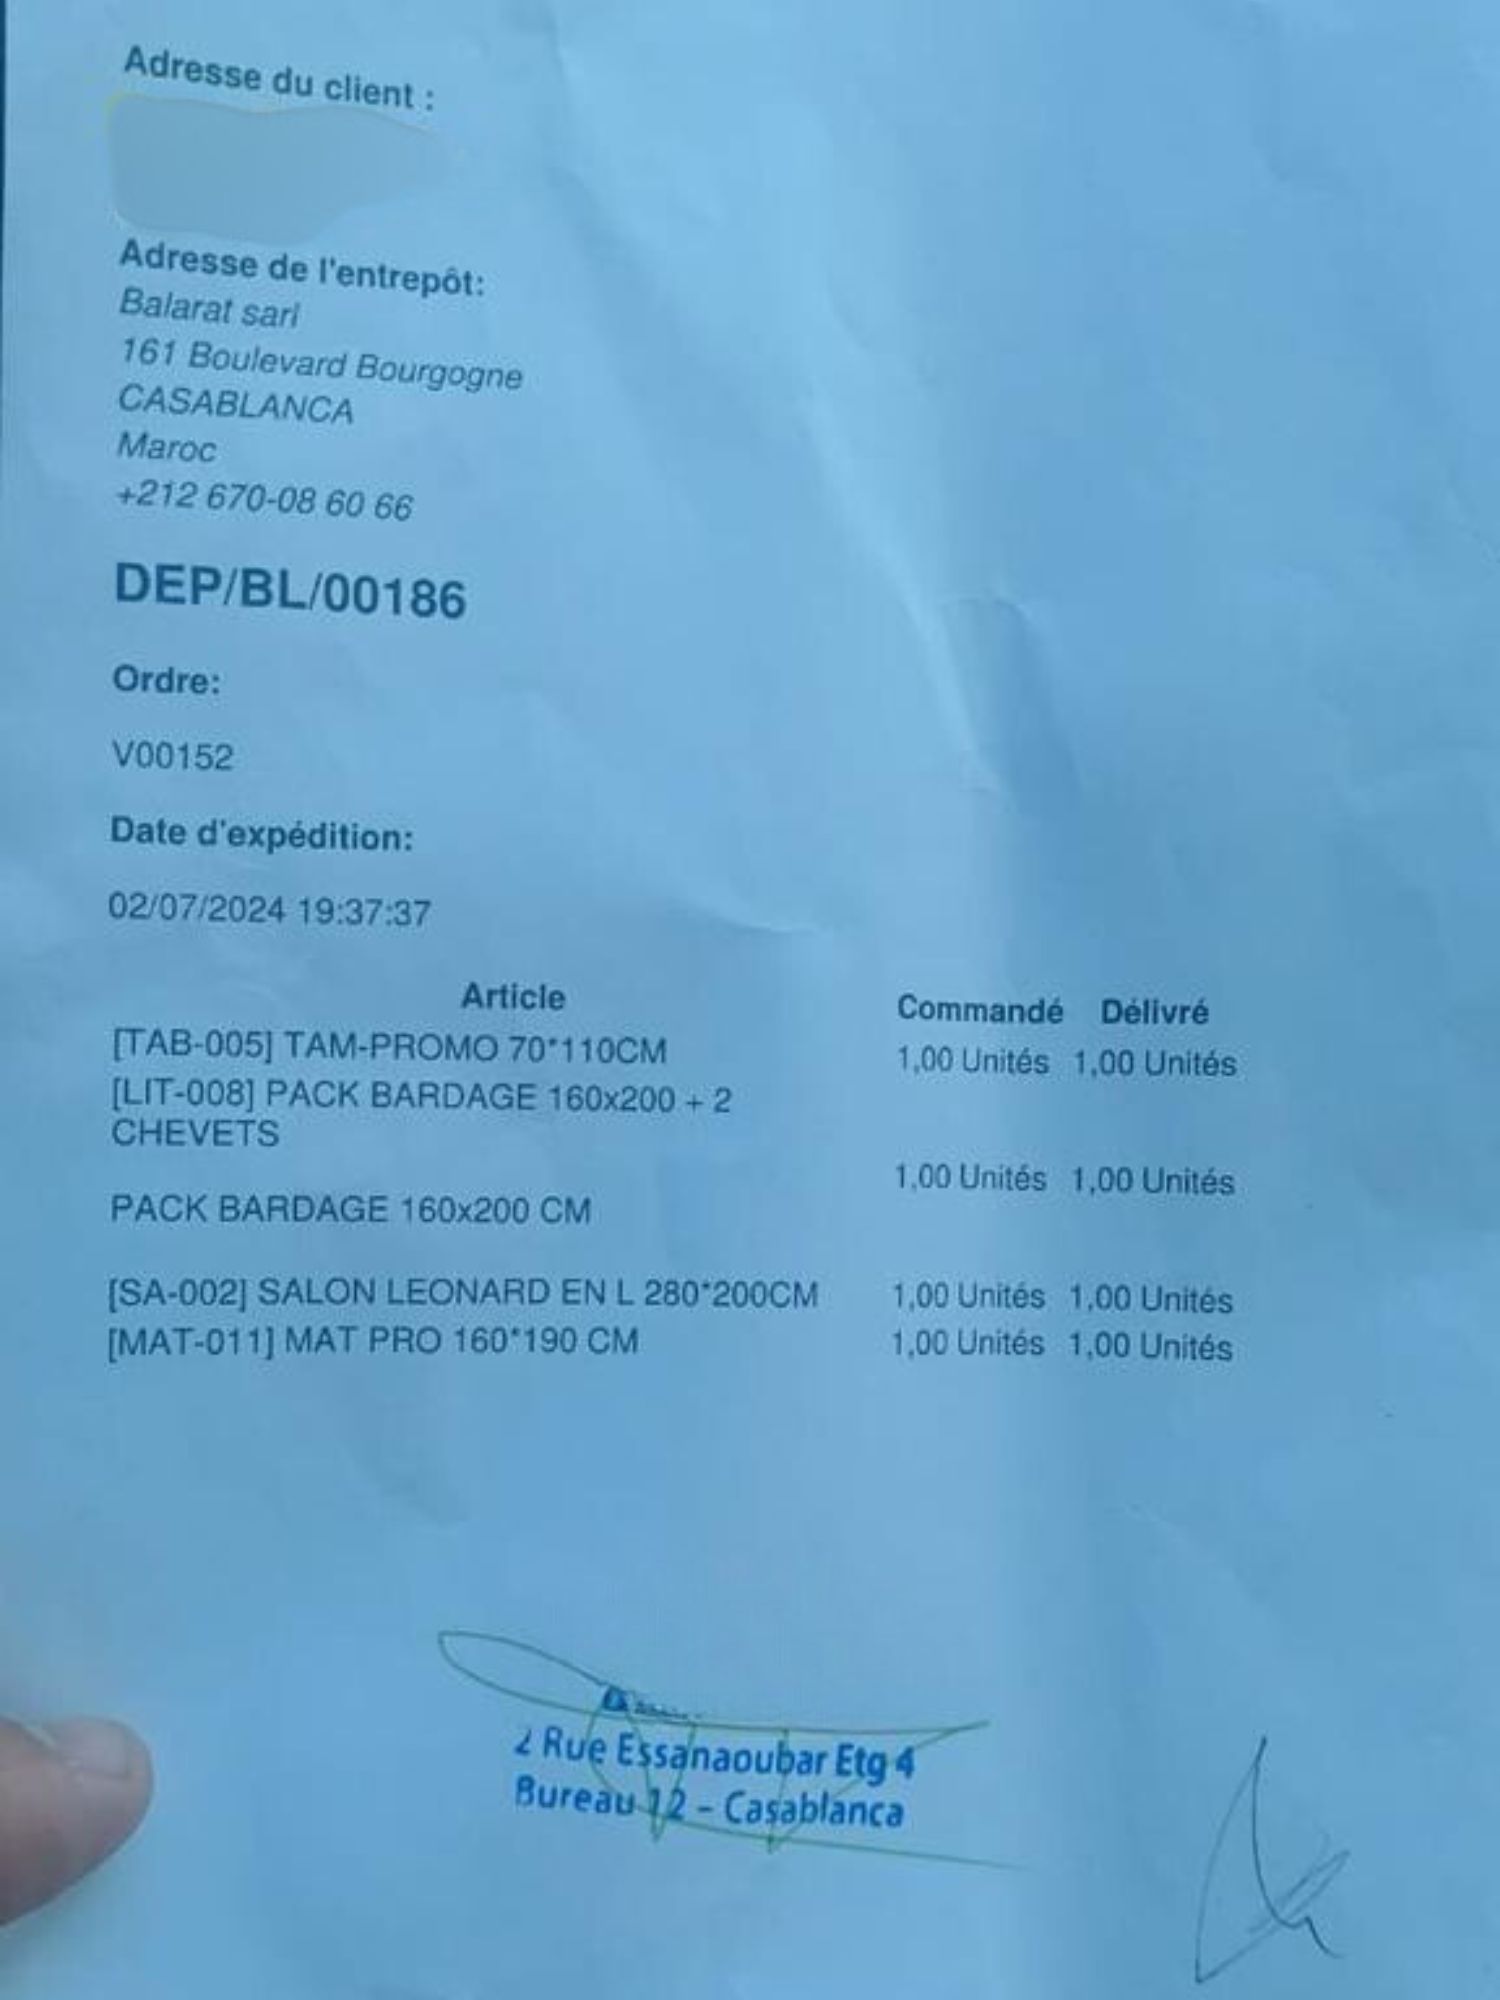 Adresse du client :
Adresse de l'entrepôt:
Balarat sarl
161 Boulevard Bourgogne
CASABLANCA
Maroc
+212 670-08 60 66
DEP/BL/00186
Ordre:
V00152
Date d'expédition:
02/07/2024 19:37:37
Article Commandé Délivré
[TAB-005] TAM-PROMO 70*110CM 1,00 Unités 1,00 Unités
[LIT-008] PACK BARDAGE 160x200 + 2
CHEVETS
1,00 Unités 1,00 Unités
PACK BARDAGE 160x200 CM
[SA-002] SALON LEONARD EN L 280*200CM 1,00 Unités 1,00 Unités
[MAT-011] MAT PRO 160*190 CM 1,00 Unités 1,00 Unités
2 Rue Essanaoubar Etg 4
Bureau 12 - Casablanca